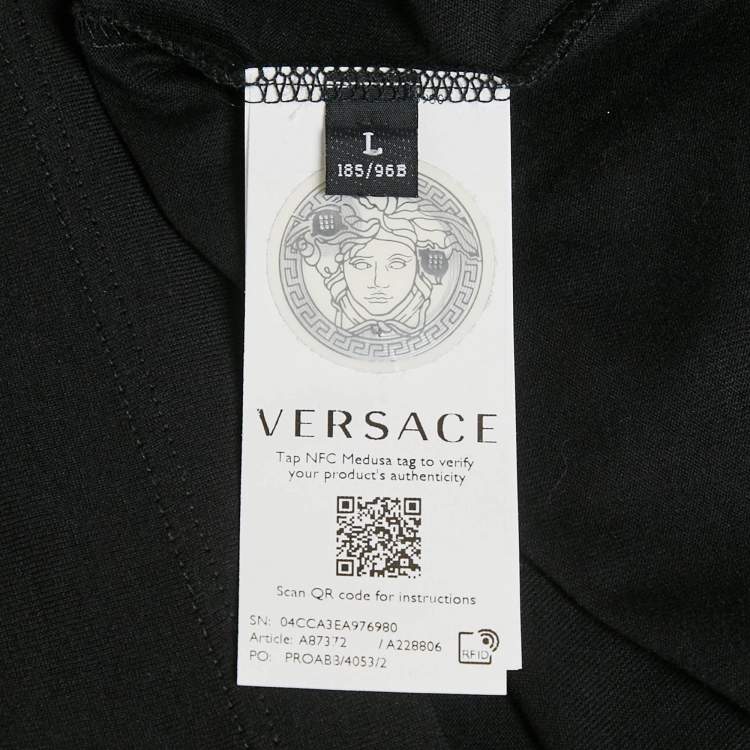 L
185/96B
VERSACE
Tap NFC Medusa tag to verify
your product's authenticity
Scan QR code for instructions
SN: 04CCA3EA976980
Article: A87372 /A228806
PO: PROAB3/4053/2
RFID